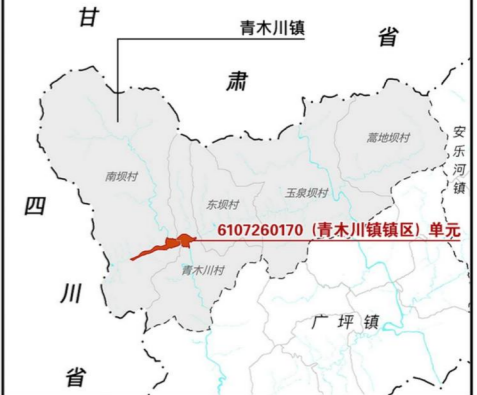 甘肃省
青木川镇
安乐河镇
蒿地坝村
南坝村
玉泉坝村
东坝村
四川省
6107260170（青木川镇镇区）单元
青木川村
广坪镇